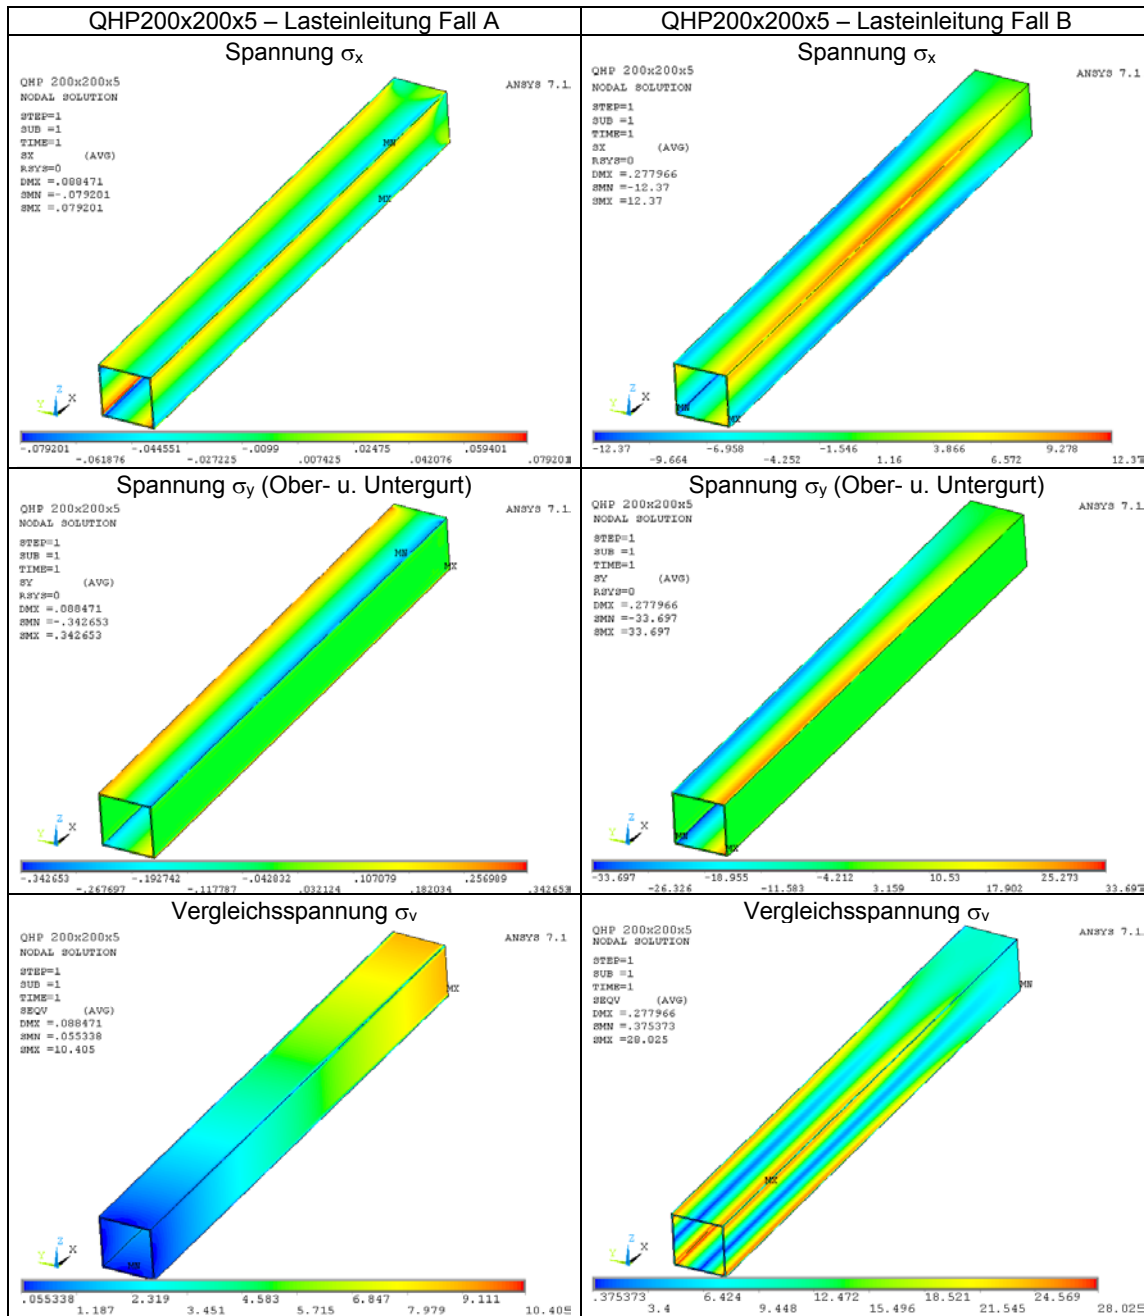 QHP200x200x5 – Lasteinleitung Fall A
QHP200x200x5 – Lasteinleitung Fall B
Spannung σx
QHP 200x200x5
NODAL SOLUTION
STEP=1
SUB =1
TIME=1
SX (AVG)
RSYS=0
DMX =.088471
SMN =-.079201
SMX =.079201
ANSYS 7.1
MN
MX
Z
Y
X
-.079201 -.044551 -.0099 .02475 .059401
-.061876 -.027225 .007425 .042076 .079201
Spannung σx
QHP 200x200x5
NODAL SOLUTION
STEP=1
SUB =1
TIME=1
SX (AVG)
RSYS=0
DMX =.277966
SMN =-12.37
SMX =12.37
ANSYS 7.1
MN
MX
Z
Y
X
-12.37 -6.958 -1.546 3.866 9.278
-9.664 -4.252 1.16 6.572 12.37
Spannung σy (Ober- u. Untergurt)
QHP 200x200x5
NODAL SOLUTION
STEP=1
SUB =1
TIME=1
SY (AVG)
RSYS=0
DMX =.088471
SMN =-.342653
SMX =.342653
ANSYS 7.1
MN
MX
Z
Y
X
-.342653 -.192742 -.042832 .107079 .256989
-.267697 -.117787 .032124 .182034 .342653
Spannung σy (Ober- u. Untergurt)
QHP 200x200x5
NODAL SOLUTION
STEP=1
SUB =1
TIME=1
SY (AVG)
RSYS=0
DMX =.277966
SMN =-33.697
SMX =33.697
ANSYS 7.1
MN
MX
Z
Y
X
-33.697 -18.955 -4.212 10.53 25.273
-26.326 -11.583 3.159 17.902 33.697
Vergleichsspannung σv
QHP 200x200x5
NODAL SOLUTION
STEP=1
SUB =1
TIME=1
SEQV (AVG)
DMX =.088471
SMN =.055338
SMX =10.405
ANSYS 7.1
MX
MN
Z
Y
X
.055338 2.319 4.583 6.847 9.111
1.187 3.451 5.715 7.979 10.405
Vergleichsspannung σv
QHP 200x200x5
NODAL SOLUTION
STEP=1
SUB =1
TIME=1
SEQV (AVG)
DMX =.277966
SMN =.375373
SMX =28.025
ANSYS 7.1
MN
MX
Z
Y
X
.375373 6.424 12.472 18.521 24.569
3.4 9.448 15.496 21.545 28.025